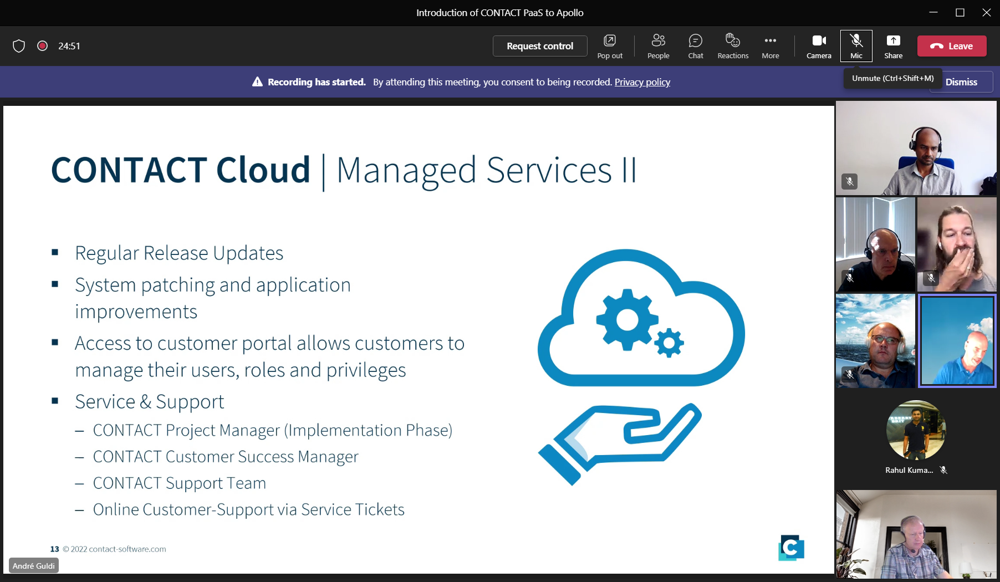 Introduction of CONTACT PaaS to Apollo
24:51
Request control
Pop out
People
Chat
Reactions
More
Camera
Mic
Share
Leave
Recording has started. By attending this meeting, you consent to being recorded. Privacy policy
Unmute (Ctrl+Shift+M)
Dismiss
CONTACT Cloud | Managed Services II
Regular Release Updates
System patching and application
improvements
Access to customer portal allows customers to
manage their users, roles and privileges
Service & Support
– CONTACT Project Manager (Implementation Phase)
– CONTACT Customer Success Manager
– CONTACT Support Team
– Online Customer-Support via Service Tickets
13 © 2022 contact-software.com
C
André Guldi
Rahul Kuma...